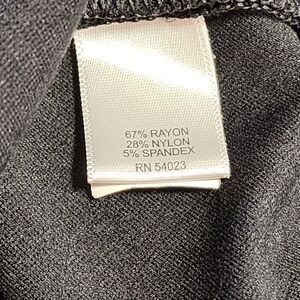 67% RAYON
28% NYLON
5% SPANDEX
RN 54023